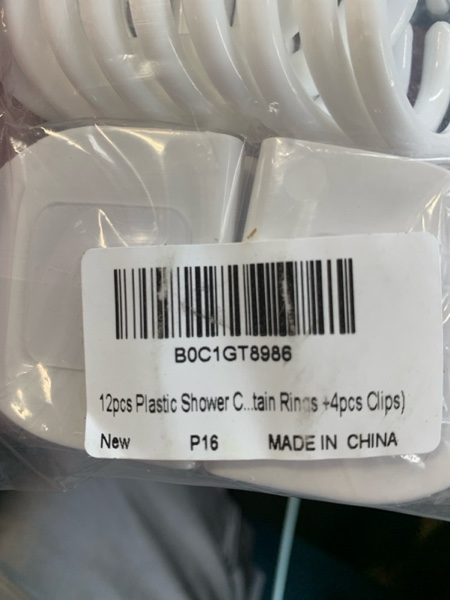 B0C1GT8986
12pcs Plastic Shower C...tain Rings +4pcs Clips)
New P16 MADE IN CHINA